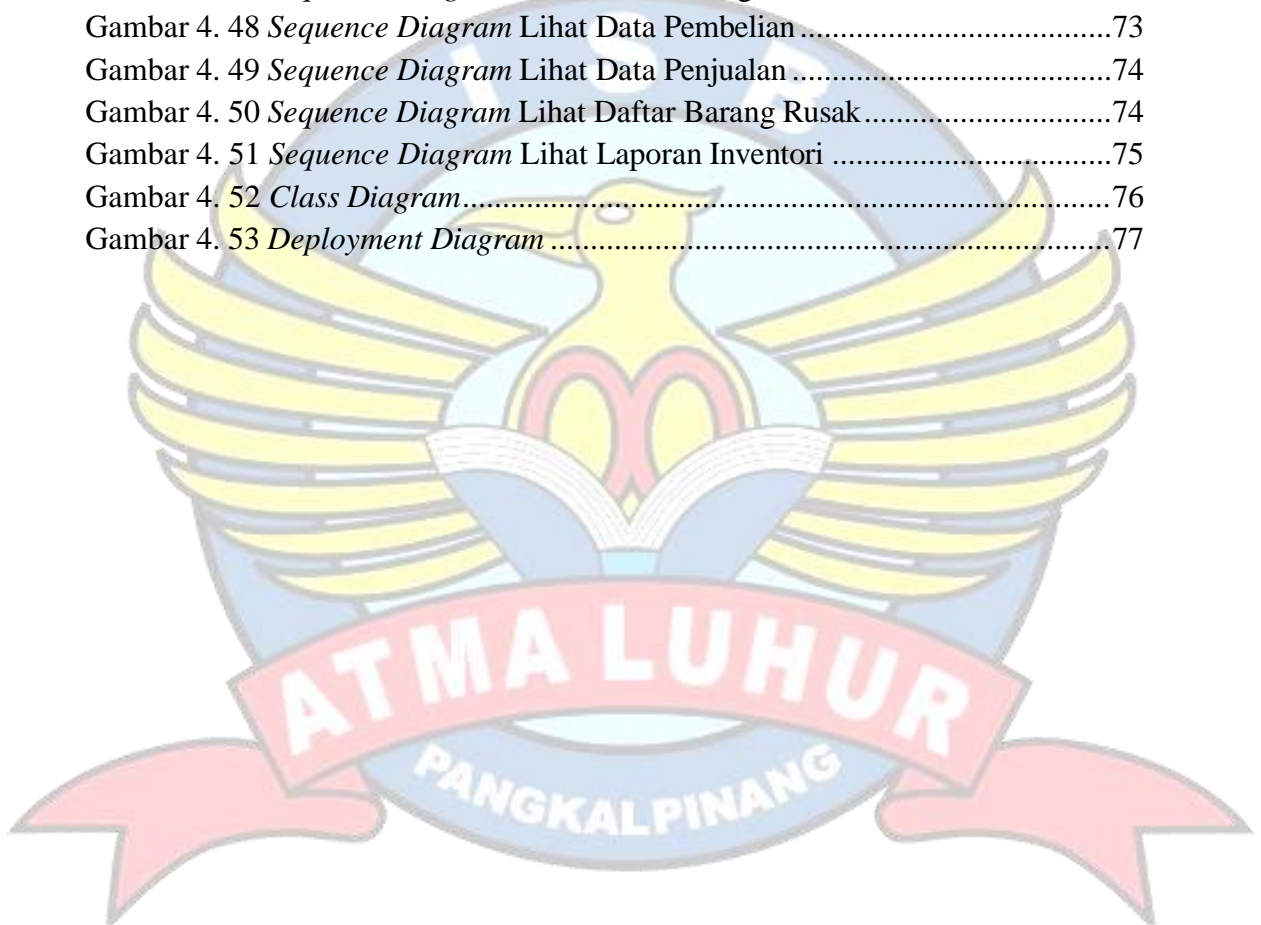 Gambar 4. 48 Sequence Diagram Lihat Data Pembelian .................................73
Gambar 4. 49 Sequence Diagram Lihat Data Penjualan ..................................74
Gambar 4. 50 Sequence Diagram Lihat Daftar Barang Rusak..........................74
Gambar 4. 51 Sequence Diagram Lihat Laporan Inventori ..............................75
Gambar 4. 52 Class Diagram..........................................................................76
Gambar 4. 53 Deployment Diagram ...............................................................77
I S B
ATMA LUHUR
PANGKALPINANG